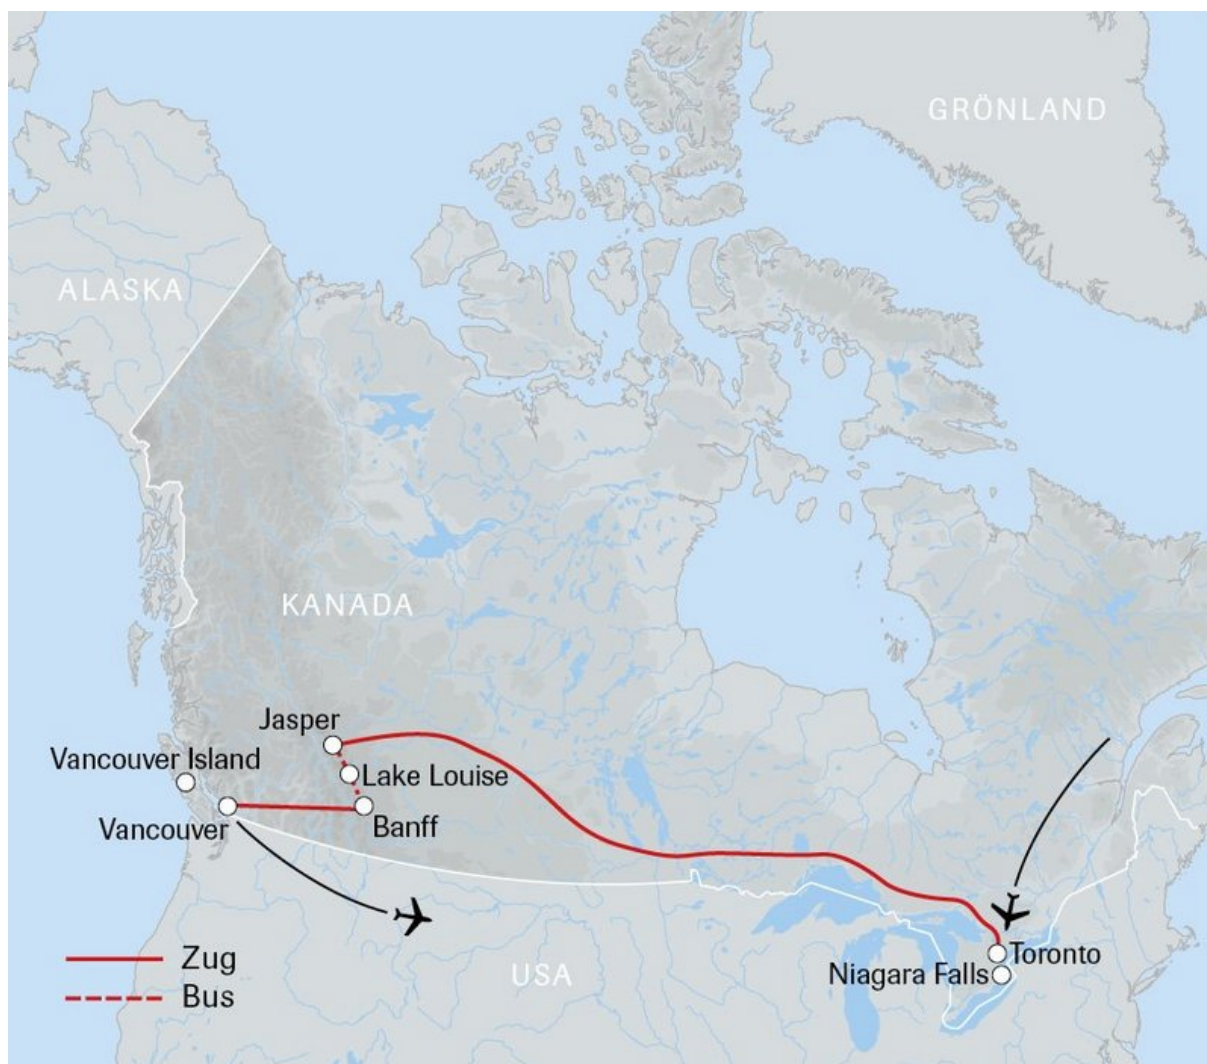 GRÖNLAND
ALASKA
KANADA
Jasper
Vancouver Island
Lake Louise
Vancouver
Banff
Zug
Bus
USA
Toronto
Niagara Falls